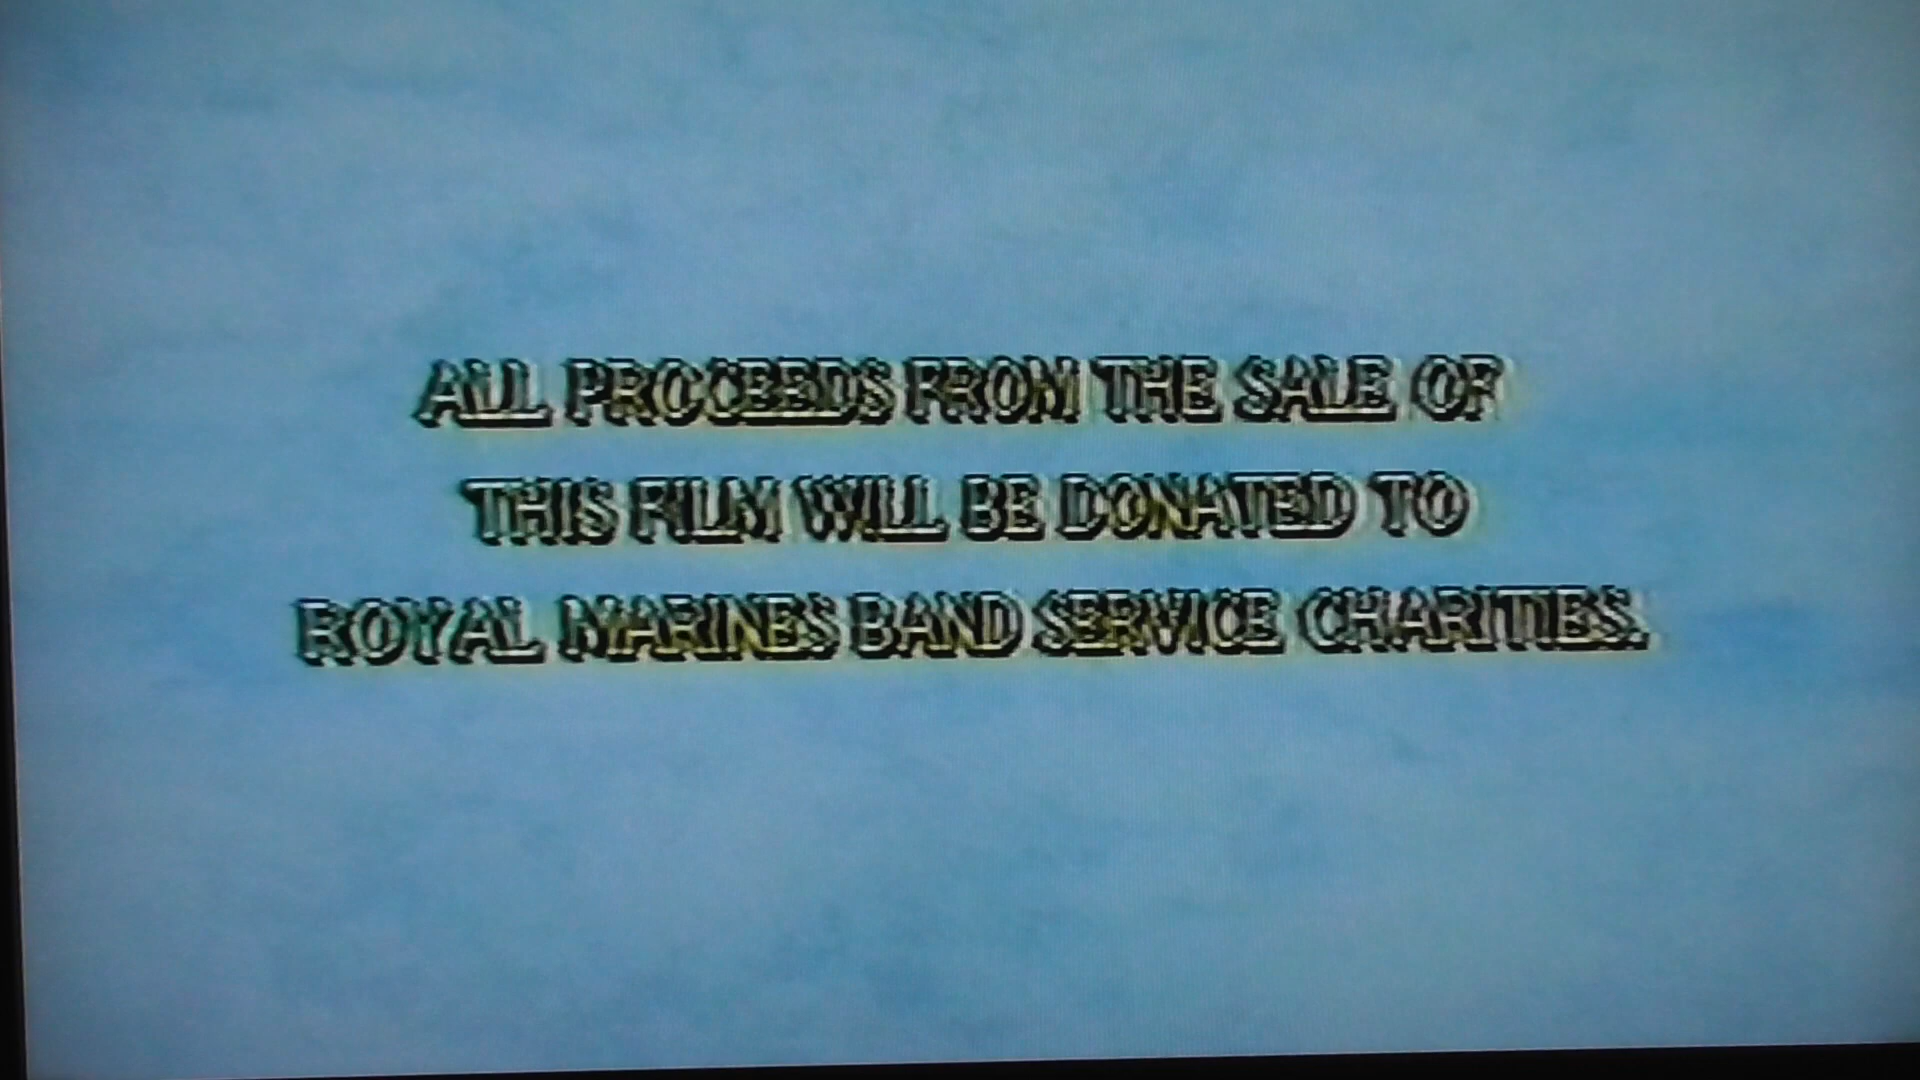 ALL PROCEEDS FROM THE SALE OF
THIS FILM WILL BE DONATED TO
ROYAL MARINES BAND SERVICE CHARITIES.